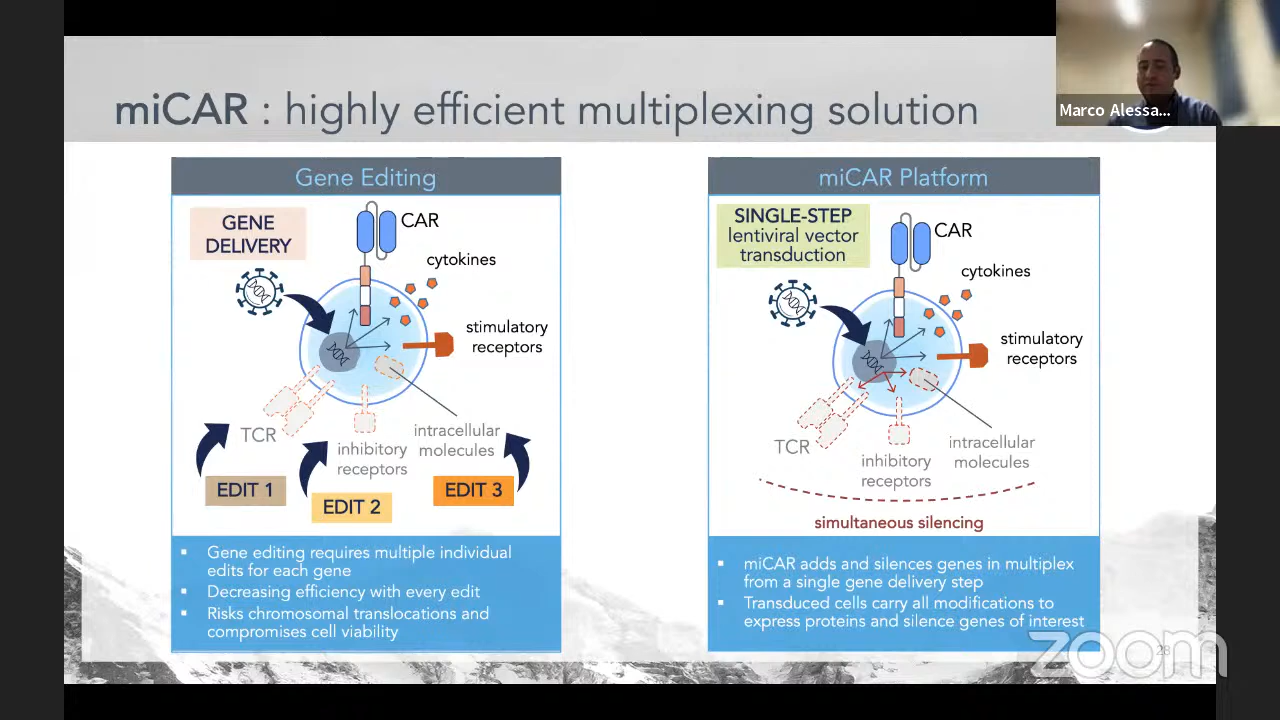 miCAR : highly efficient multiplexing solution
Marco Alessa...
Gene Editing
GENE
DELIVERY
CAR
cytokines
stimulatory
receptors
TCR
inhibitory
receptors
intracellular
molecules
EDIT 1
EDIT 2
EDIT 3
▪ Gene editing requires multiple individual
edits for each gene
▪ Decreasing efficiency with every edit
▪ Risks chromosomal translocations and
compromises cell viability
miCAR Platform
SINGLE-STEP
lentiviral vector
transduction
CAR
cytokines
stimulatory
receptors
TCR
inhibitory
receptors
intracellular
molecules
simultaneous silencing
▪ miCAR adds and silences genes in multiplex
from a single gene delivery step
▪ Transduced cells carry all modifications to
express proteins and silence genes of interest
zoom